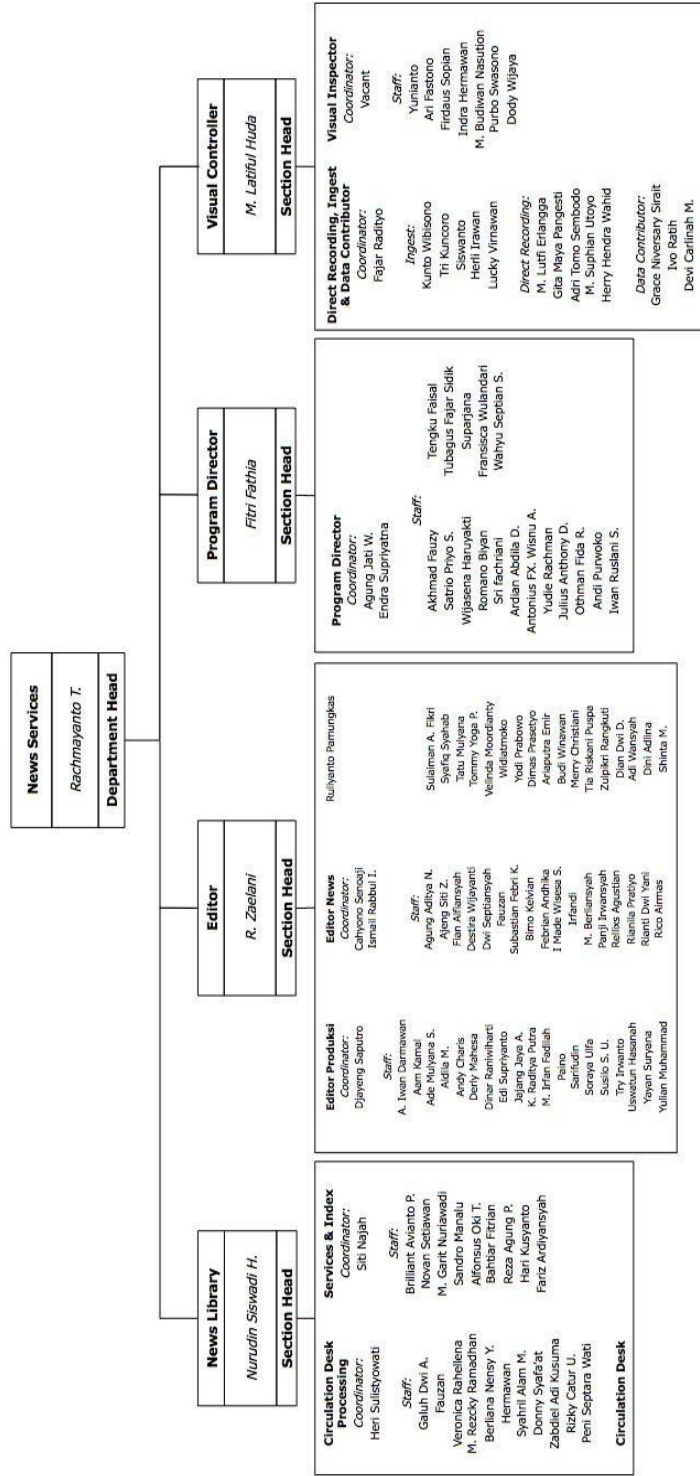 News Services
Rachmayanto T.
Department Head
News Library
Nurudin Siswadi H.
Section Head
Circulation Desk
Processing
Coordinator:
Heri Sulistyowati
Staff:
Galuh Dwi A.
Fauzan
Veronica Rahellena
M. Rezcky Ramadhan
Berliana Nensy Y.
Hermawan
Syahril Alam M.
Donny Syafa'at
Zabdiel Adi Kusuma
Rizky Catur U.
Peni Septara Wati
Circulation Desk
Services & Index
Coordinator:
Siti Najah
Staff:
Brilliant Avianto P.
Novan Setiawan
M. Garit Nuriawadi
Sandro Manalu
Alfonsus Oki T.
Bahtiar Fitrian
Reza Agung P.
Hari Kusyanto
Fariz Ardiyansyah
Editor
R. Zaelani
Section Head
Editor Produksi
Coordinator:
Djayeng Saputro
Staff:
A. Iwan Darmawan
Aam Kamal
Ade Mulyana S.
Aldila M.
Andy Charis
Derly Mahesa
Dinar Raniwiharti
Edi Supriyanto
Jajang Jaya A.
K. Raditya Putra
M. Irfan Fadilah
Paino
Sarifudin
Soraya Ulfa
Susilo S. U.
Try Irwanto
Uswatun Hasanah
Yayan Suryana
Yulian Muhammad
Editor News
Coordinator:
Cahyono Senoaji
Ismail Rabbul I.
Ruliyanto Pamungkas
Staff:
Agung Aditya N.
Ajeng Siti Z.
Fian Alfiansyah
Destira Wijayanti
Dwi Septiansyah
Fauzan
Subastian Febri K.
Bimo Kelvian
Febrian Andhika
I Made Wisesa S.
Irfandi
M. Berliansyah
Panji Irwansyah
Relliks Agustian
Rianila Pratiyo
Rianti Dwi Yani
Rico Airmas
Sulaiman A. Fikri
Syafiq Syahab
Tatu Mulyana
Tommy Yoga P.
Velinda Moordianty
Widiatmoko
Yodi Prabowo
Dimas Prasetyo
Ariaputra Emir
Budi Winawan
Merry Christiani
Tia Riskani Puspa
Zulpikri Rangkuti
Dian Dwi D.
Adi Wansyah
Dini Adlina
Shinta M.
Program Director
Fitri Fathia
Section Head
Program Director
Coordinator:
Agung Jati W.
Endra Supriyatna
Staff:
Akhmad Fauzy
Satrio Priyo S.
Wijasena Haruyakti
Romano Biyan
Sri fachriani
Ardian Abdila D.
Antonius FX. Wisnu A.
Yudie Rachman
Julius Anthony D.
Othman Fida R.
Andi Purwoko
Iwan Ruslani S.
Tengku Faisal
Tubagus Fajar Sidik
Suparjana
Fransisca Wulandari
Wahyu Septian S.
Visual Controller
M. Latiful Huda
Section Head
Direct Recording, Ingest
& Data Contributor
Coordinator:
Fajar Radityo
Ingest:
Kunto Wibisono
Tri Kuncoro
Siswanto
Herli Irawan
Lucky Virnawan
Direct Recording:
M. Lutfi Erlangga
Gita Maya Pangesti
Adri Tomo Sembodo
M. Suphian Utoyo
Herry Hendra Wahid
Data Contributor:
Grace Niversary Sirait
Ivo Ratih
Devi Carlinah M.
Visual Inspector
Coordinator:
Vacant
Staff:
Yunianto
Ari Fastono
Firdaus Sopian
Indra Hermawan
M. Budiwan Nasution
Purbo Swasono
Dody Wijaya